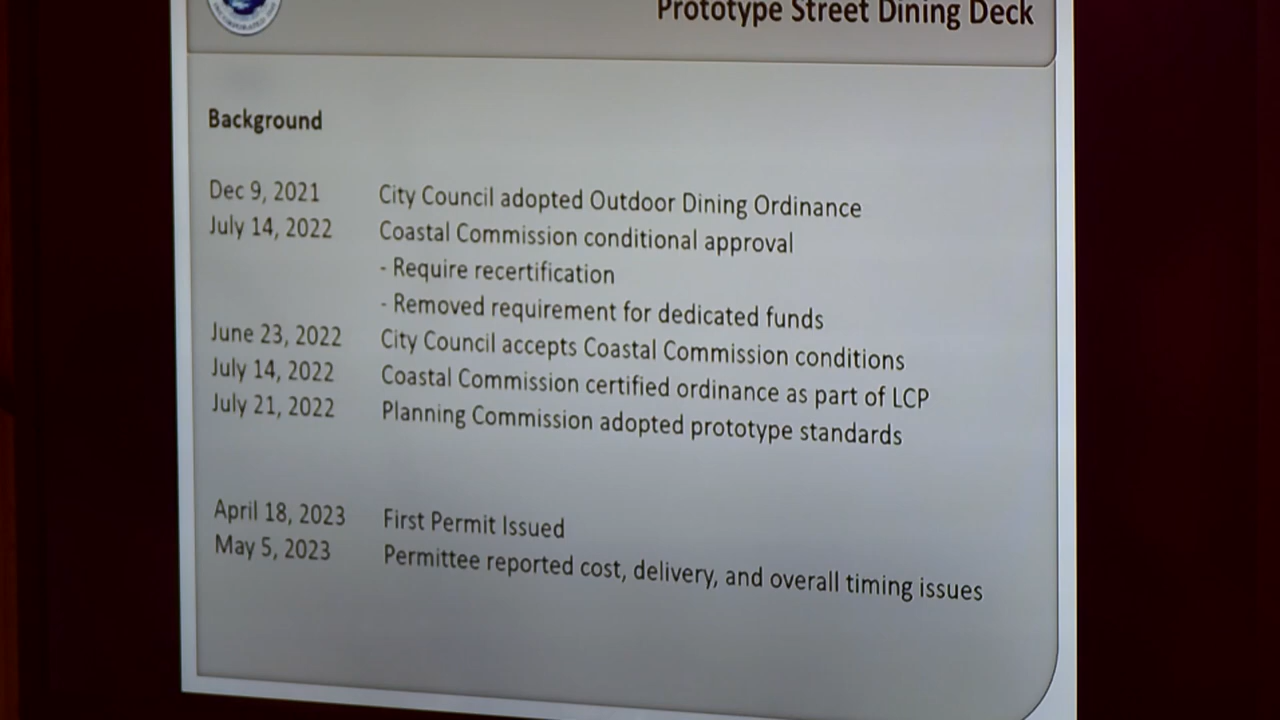 Prototype Street Dining Deck
Background
Dec 9, 2021 City Council adopted Outdoor Dining Ordinance
July 14, 2022 Coastal Commission conditional approval
- Require recertification
- Removed requirement for dedicated funds
June 23, 2022 City Council accepts Coastal Commission conditions
July 14, 2022 Coastal Commission certified ordinance as part of LCP
July 21, 2022 Planning Commission adopted prototype standards
April 18, 2023 First Permit Issued
May 5, 2023 Permittee reported cost, delivery, and overall timing issues